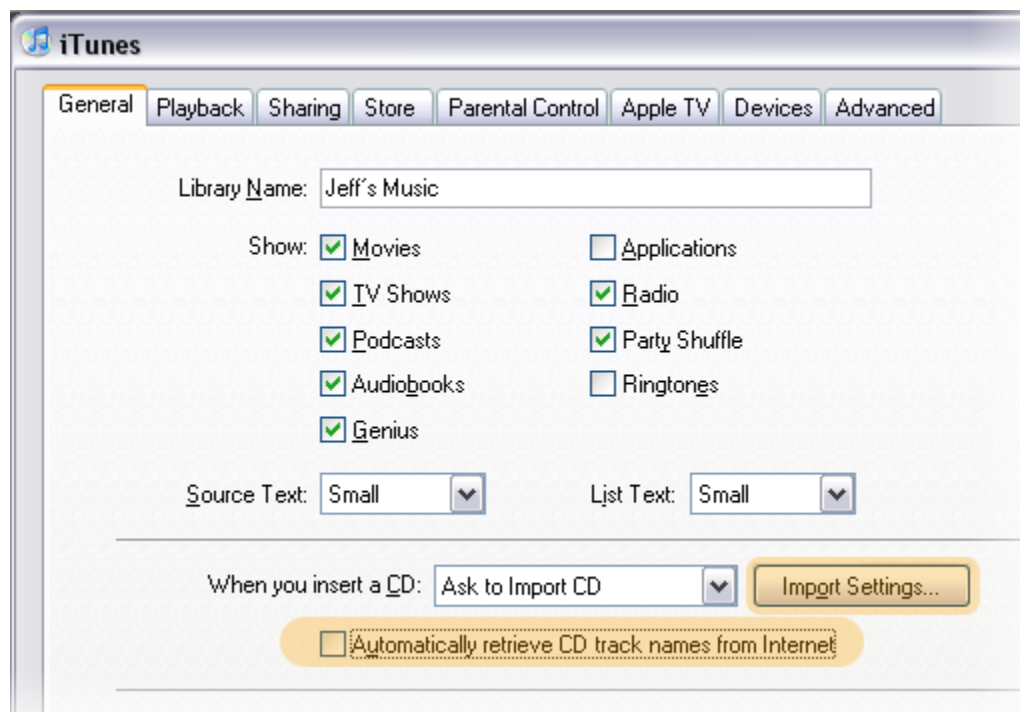 iTunes
General Playback Sharing Store Parental Control Apple TV Devices Advanced
Library Name: Jeff´s Music
Show: Movies Applications
TV Shows Radio
Podcasts Party Shuffle
Audiobooks Ringtones
Genius
Source Text: Small List Text: Small
When you insert a CD: Ask to Import CD Import Settings...
Automatically retrieve CD track names from Internet